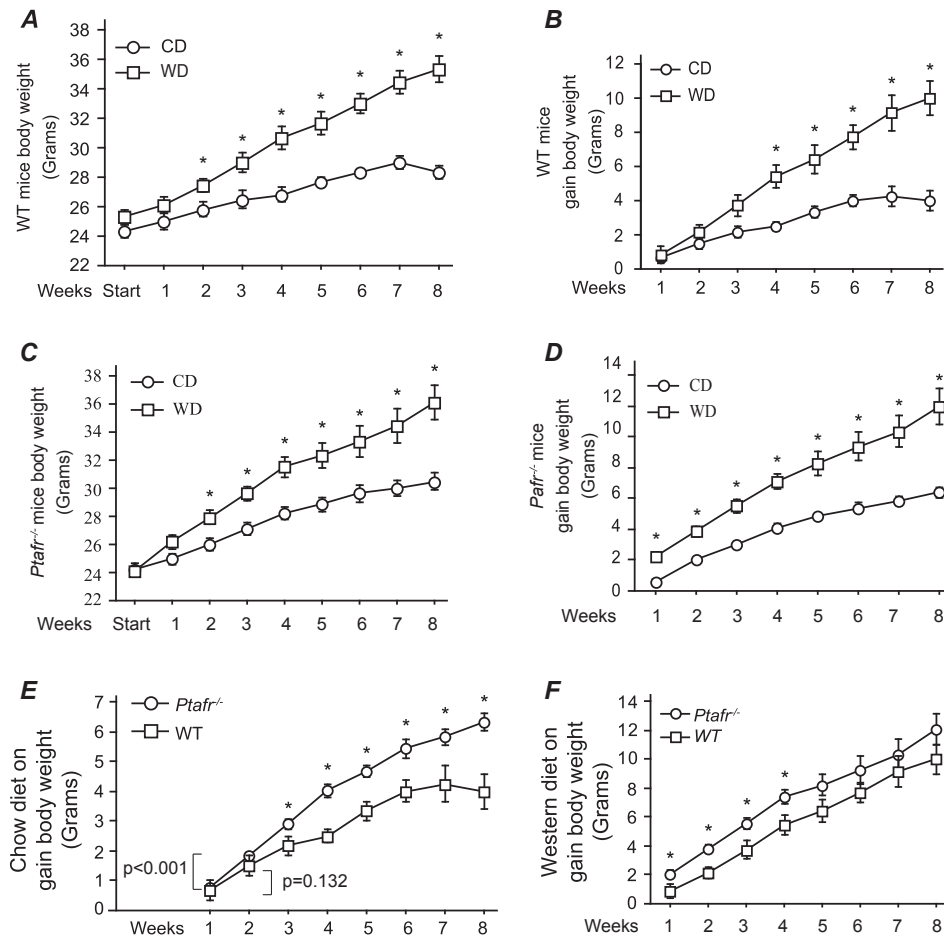 A
WT mice body weight
(Grams)
38
36
34
32
30
28
26
24
22
CD
WD
* * * * * * *
Weeks Start 1 2 3 4 5 6 7 8
B
WT mice
gain body weight
(Grams)
12
10
8
6
4
2
0
CD
WD
* * * * *
Weeks 1 2 3 4 5 6 7 8
C
Ptafr-/- mice body weight
(Grams)
38
36
34
32
30
28
26
24
22
CD
WD
* * * * * * *
Weeks Start 1 2 3 4 5 6 7 8
D
Pafr-/- mice
gain body weight
(Grams)
14
12
10
8
6
4
2
0
CD
WD
* * * * * * * *
Weeks 1 2 3 4 5 6 7 8
E
Chow diet on
gain body weight
(Grams)
7
6
5
4
3
2
1
0
Ptafr-/-
WT
* * * * * *
p<0.001
p=0.132
Weeks 1 2 3 4 5 6 7 8
F
Western diet on
gain body weight
(Grams)
14
12
10
8
6
4
2
0
Ptafr-/-
WT
* * * *
Weeks 1 2 3 4 5 6 7 8